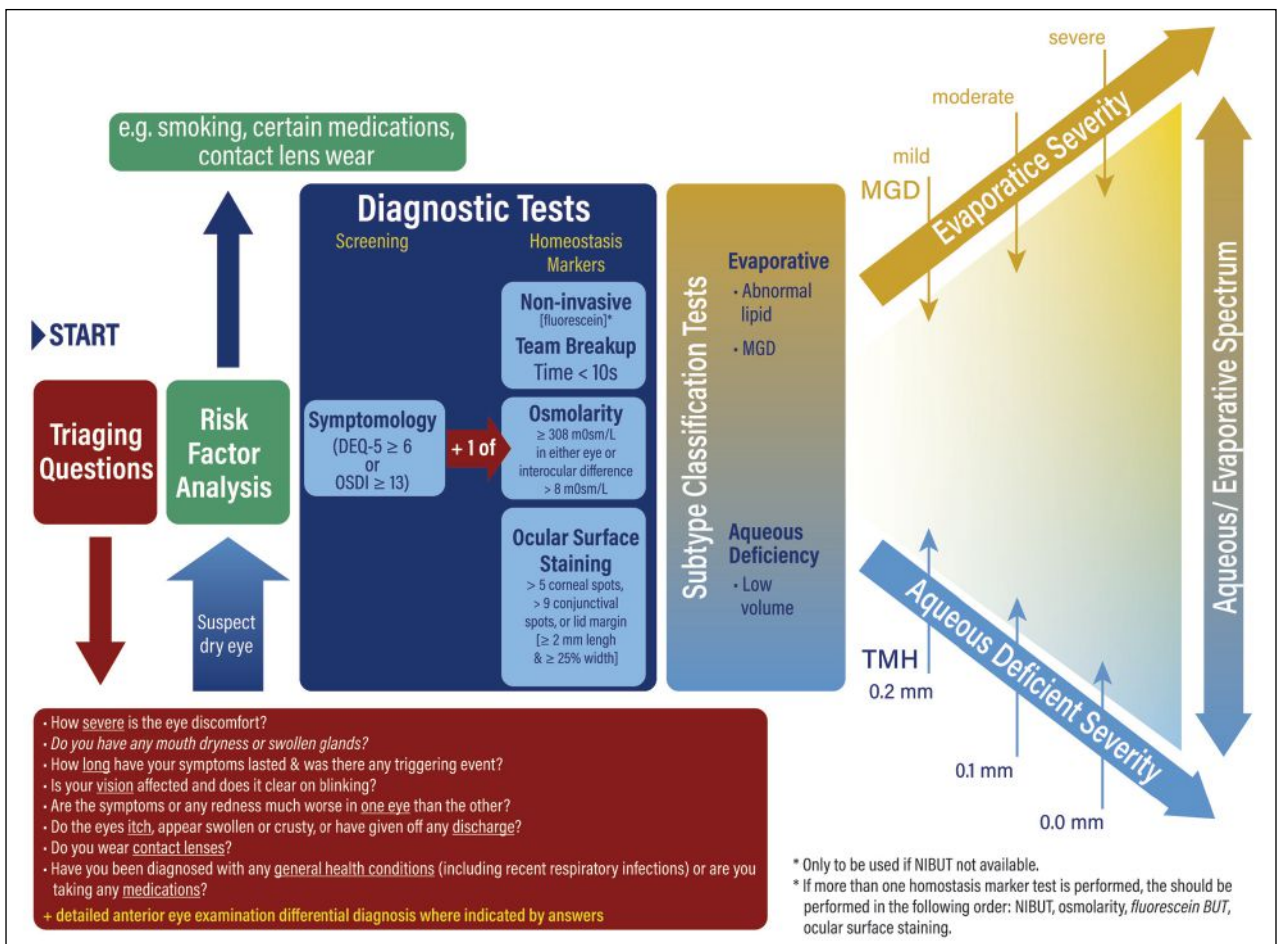 e.g. smoking, certain medications,
contact lens wear
▶START
Triaging
Questions
Risk
Factor
Analysis
Suspect
dry eye
Diagnostic Tests
Screening
Homeostasis
Markers
Symptomology
(DEQ-5 ≥ 6
or
OSDI ≥ 13)
+ 1 of
Non-invasive
[fluorescein]*
Team Breakup
Time < 10s
Osmolarity
≥ 308 m0sm/L
in either eye or
interocular difference
> 8 m0sm/L
Ocular Surface
Staining
> 5 corneal spots,
> 9 conjunctival
spots, or lid margin
[≥ 2 mm lengh
& ≥ 25% width]
Subtype Classification Tests
Evaporative
• Abnormal
lipid
• MGD
Aqueous
Deficiency
• Low
volume
severe
moderate
mild
MGD
Evaporatice Severity
Aqueous/ Evaporative Spectrum
Aqueous Deficient Severity
TMH
0.2 mm
0.1 mm
0.0 mm
• How severe is the eye discomfort?
• Do you have any mouth dryness or swollen glands?
• How long have your symptoms lasted & was there any triggering event?
• Is your vision affected and does it clear on blinking?
• Are the symptoms or any redness much worse in one eye than the other?
• Do the eyes itch, appear swollen or crusty, or have given off any discharge?
• Do you wear contact lenses?
• Have you been diagnosed with any general health conditions (including recent respiratory infections) or are you
taking any medications?
+ detailed anterior eye examination differential diagnosis where indicated by answers
* Only to be used if NIBUT not available.
* If more than one homostasis marker test is performed, the should be
performed in the following order: NIBUT, osmolarity, fluorescein BUT,
ocular surface staining.